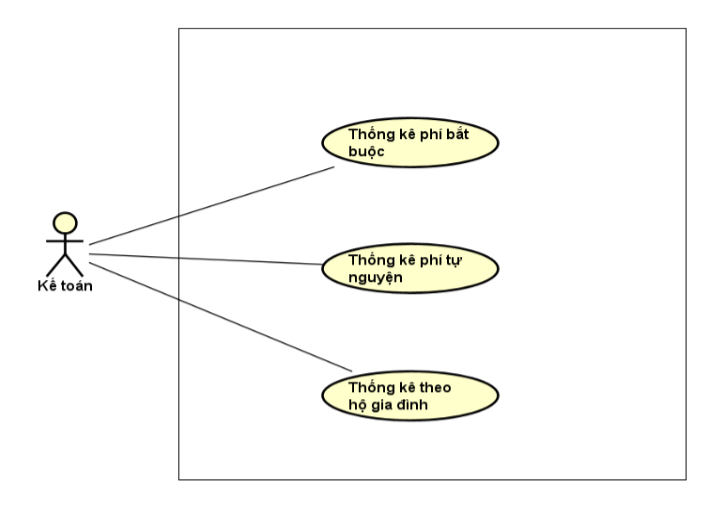 Thống kê phí bắt
buộc
Thống kê phí tự
nguyện
Kế toán
Thống kê theo
hộ gia đình